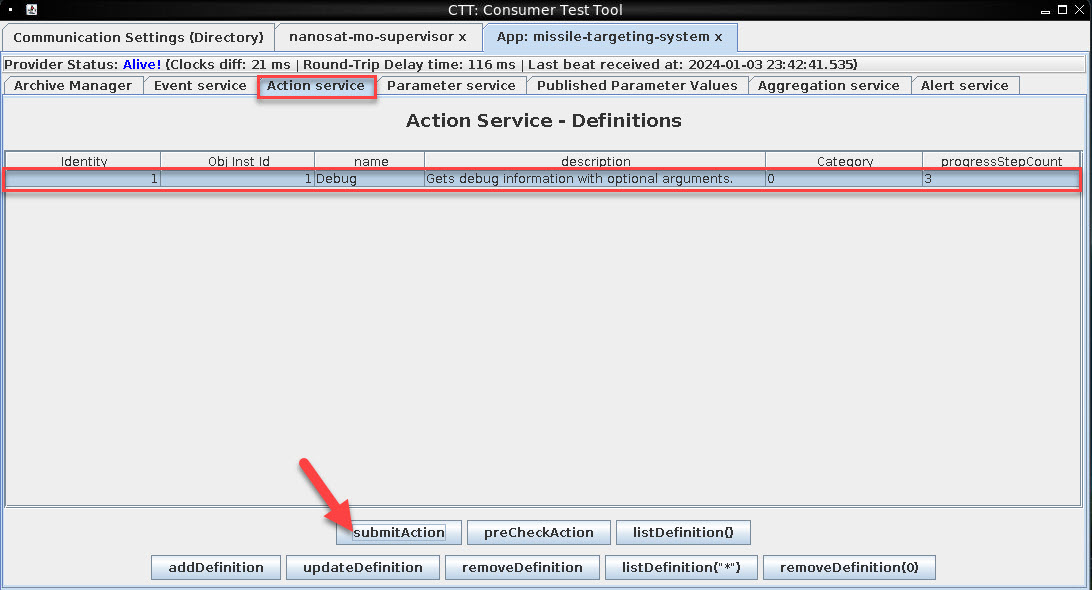 CTT: Consumer Test Tool
Communication Settings (Directory) nanosat-mo-supervisor x App: missile-targeting-system x
Provider Status: Alive! (Clocks diff: 21 ms | Round-Trip Delay time: 116 ms | Last beat received at: 2024-01-03 23:42:41.535)
Archive Manager Event service Action service Parameter service Published Parameter Values Aggregation service Alert service
Action Service - Definitions
Identity Obj Inst Id name description Category progressStepCount
1 1 Debug Gets debug information with optional arguments. 0 3
submitAction preCheckAction listDefinition()
addDefinition updateDefinition removeDefinition listDefinition("*") removeDefinition(0)